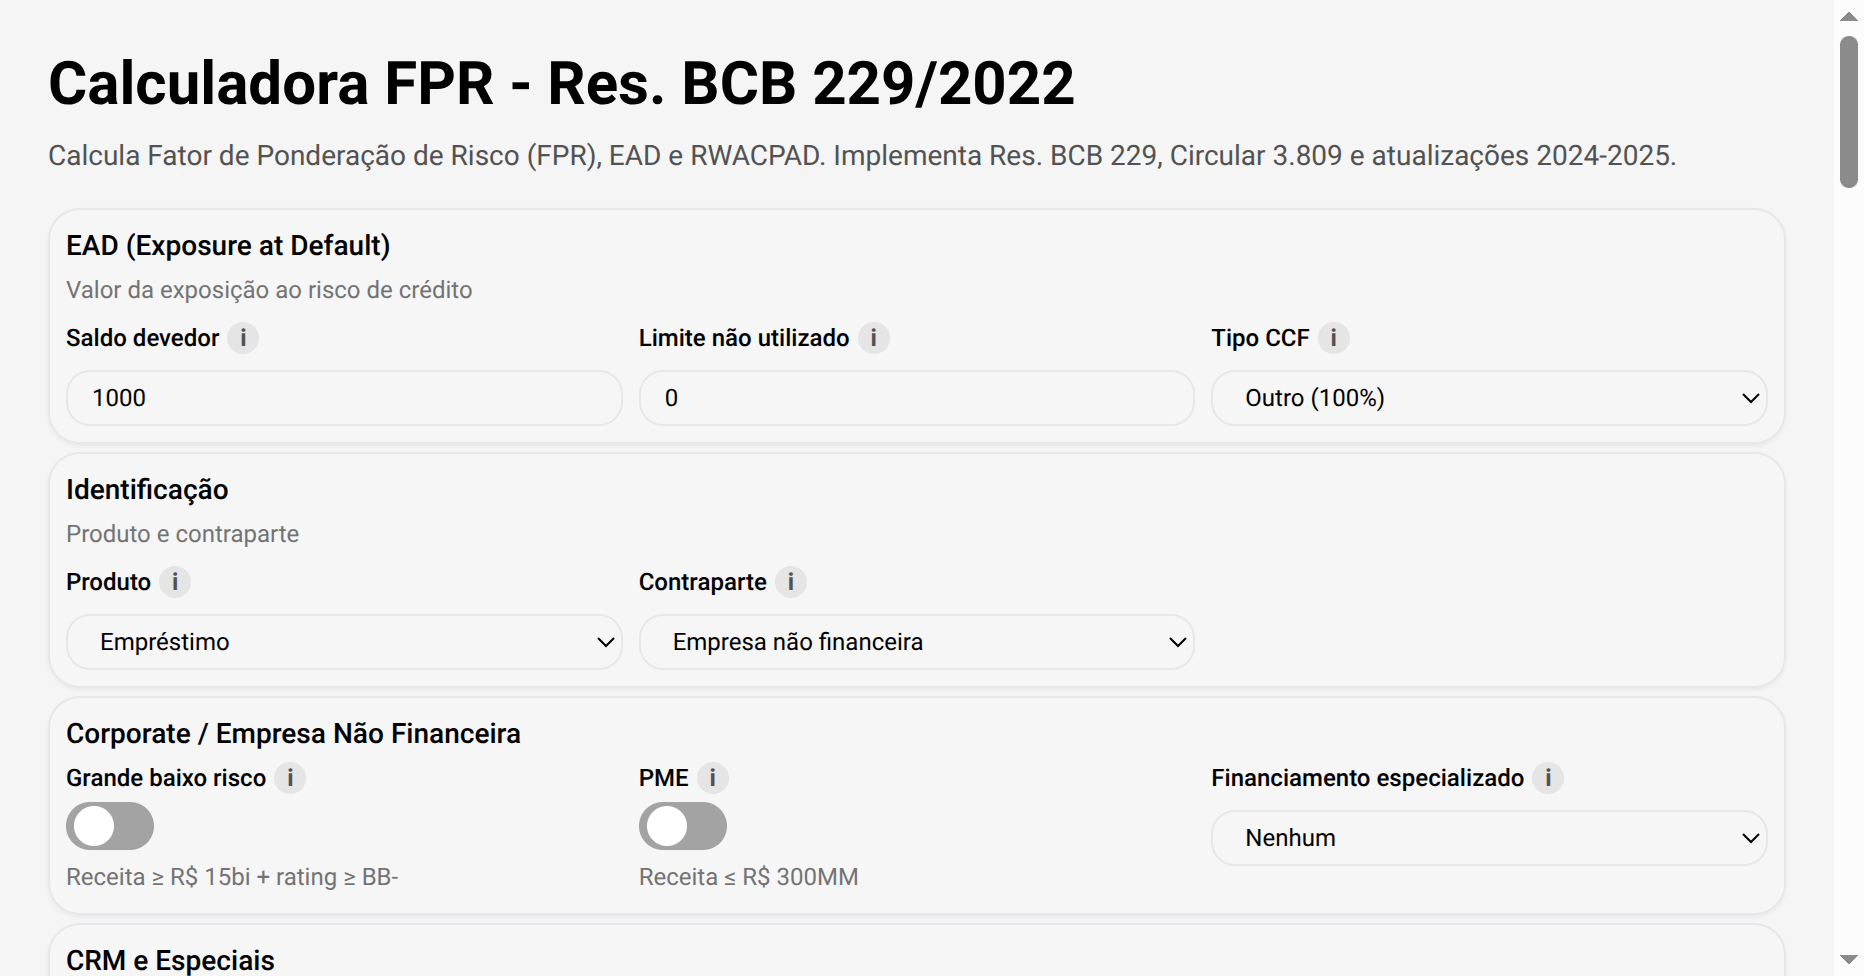 Calculadora FPR - Res. BCB 229/2022
Calcula Fator de Ponderação de Risco (FPR), EAD e RWACPAD. Implementa Res. BCB 229, Circular 3.809 e atualizações 2024-2025.
EAD (Exposure at Default)
Valor da exposição ao risco de crédito
Saldo devedor i Limite não utilizado i Tipo CCF i
1000 0 Outro (100%)
Identificação
Produto e contraparte
Produto i Contraparte i
Empréstimo Empresa não financeira
Corporate / Empresa Não Financeira
Grande baixo risco i PME i Financiamento especializado i
Nenhum
Receita ≥ R$ 15bi + rating ≥ BB- Receita ≤ R$ 300MM
CRM e Especiais